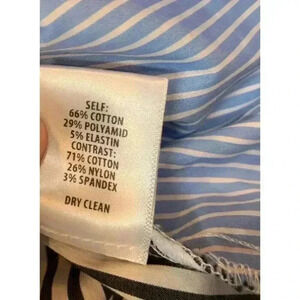 SELF:
66% COTTON
29% POLYAMID
5% ELASTIN
CONTRAST:
71% COTTON
26% NYLON
3% SPANDEX
DRY CLEAN